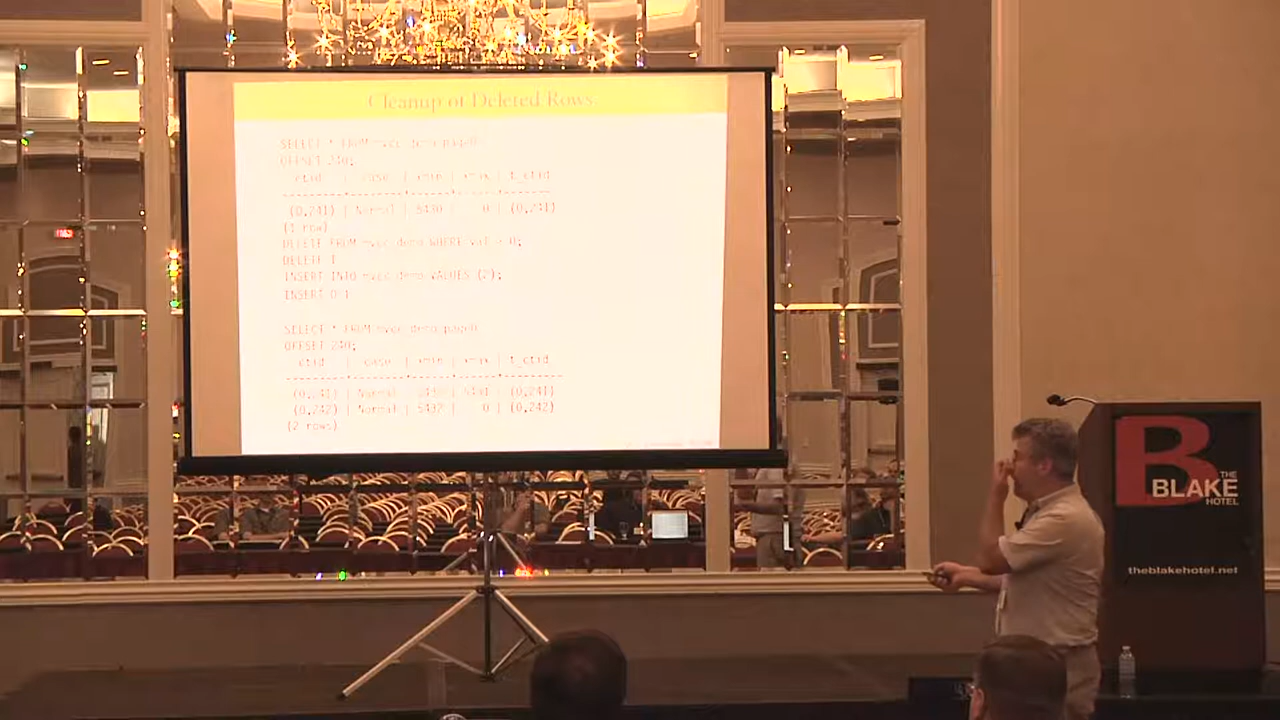 Cleanup of Deleted Rows
SELECT * FROM mvcc_demo_page0
OFFSET 240;
ctid | case | xmin | xmax | t_ctid
(0,241) | Normal | 5430 | 0 | (0,241)
(1 row)
DELETE FROM mvcc_demo WHERE val > 0;
DELETE 1
INSERT INTO mvcc_demo VALUES (2);
INSERT 0 1
SELECT * FROM mvcc_demo_page0
OFFSET 240;
ctid | case | xmin | xmax | t_ctid
(0,241) | Normal | 5431 | (0,241)
(0,242) | Normal | 5432 | 0 | (0,242)
(2 rows)
B
THE
BLAKE
HOTEL
theblakehotel.net